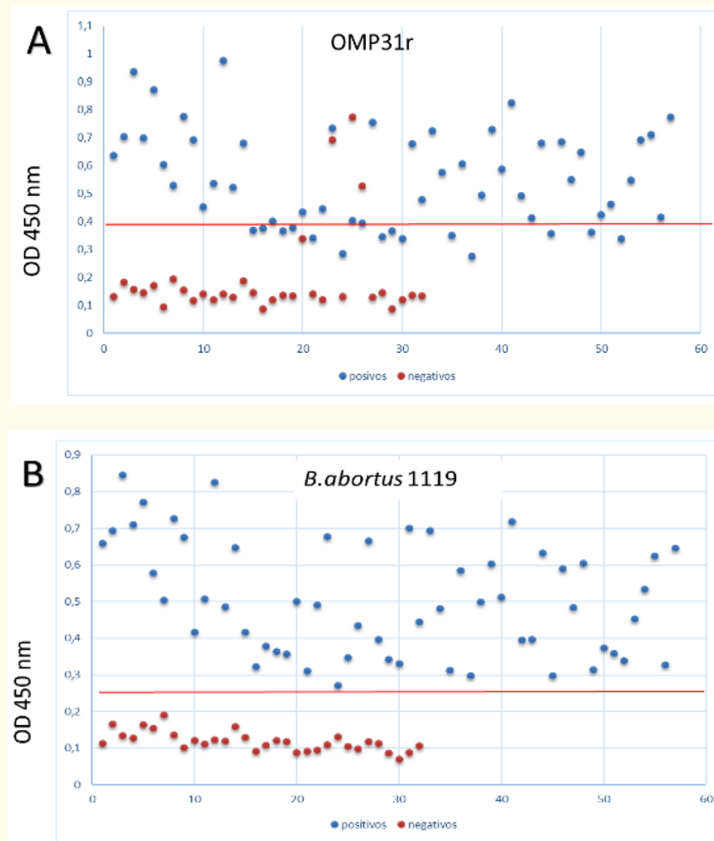 A
OMP31r
1,1
1
0,9
0,8
0,7
0,6
0,5
0,4
0,3
0,2
0,1
0
OD 450 nm
0 10 20 30 40 50 60
posivos negativos
B
B.abortus 1119
0,9
0,8
0,7
0,6
0,5
0,4
0,3
0,2
0,1
0
OD 450 nm
0 10 20 30 40 50 60
positivos negativos